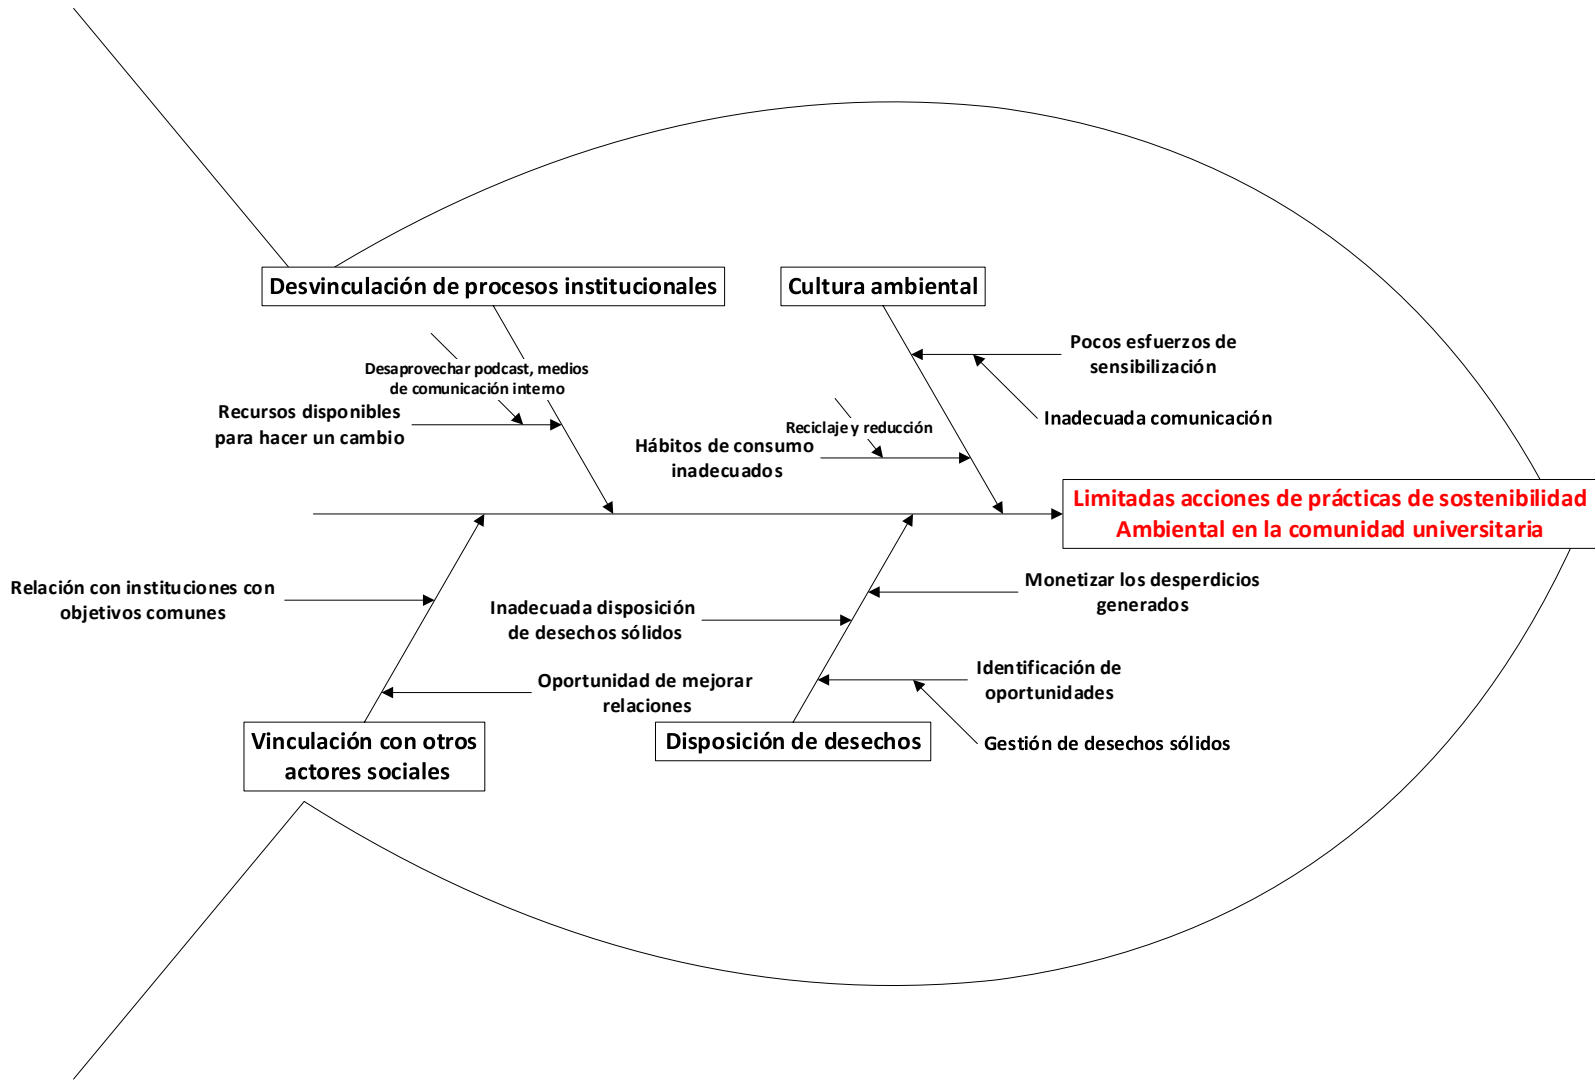 Desvinculación de procesos institucionales
Cultura ambiental
Pocos esfuerzos de
sensibilización
Desaprovechar podcast, medios
de comunicación interno
Recursos disponibles
para hacer un cambio
Inadecuada comunicación
Reciclaje y reducción
Hábitos de consumo
inadecuados
Limitadas acciones de prácticas de sostenibilidad
Ambiental en la comunidad universitaria
Relación con instituciones con
objetivos comunes
Inadecuada disposición
de desechos sólidos
Monetizar los desperdicios
generados
Oportunidad de mejorar
relaciones
Identificación de
oportunidades
Vinculación con otros
actores sociales
Disposición de desechos
Gestión de desechos sólidos